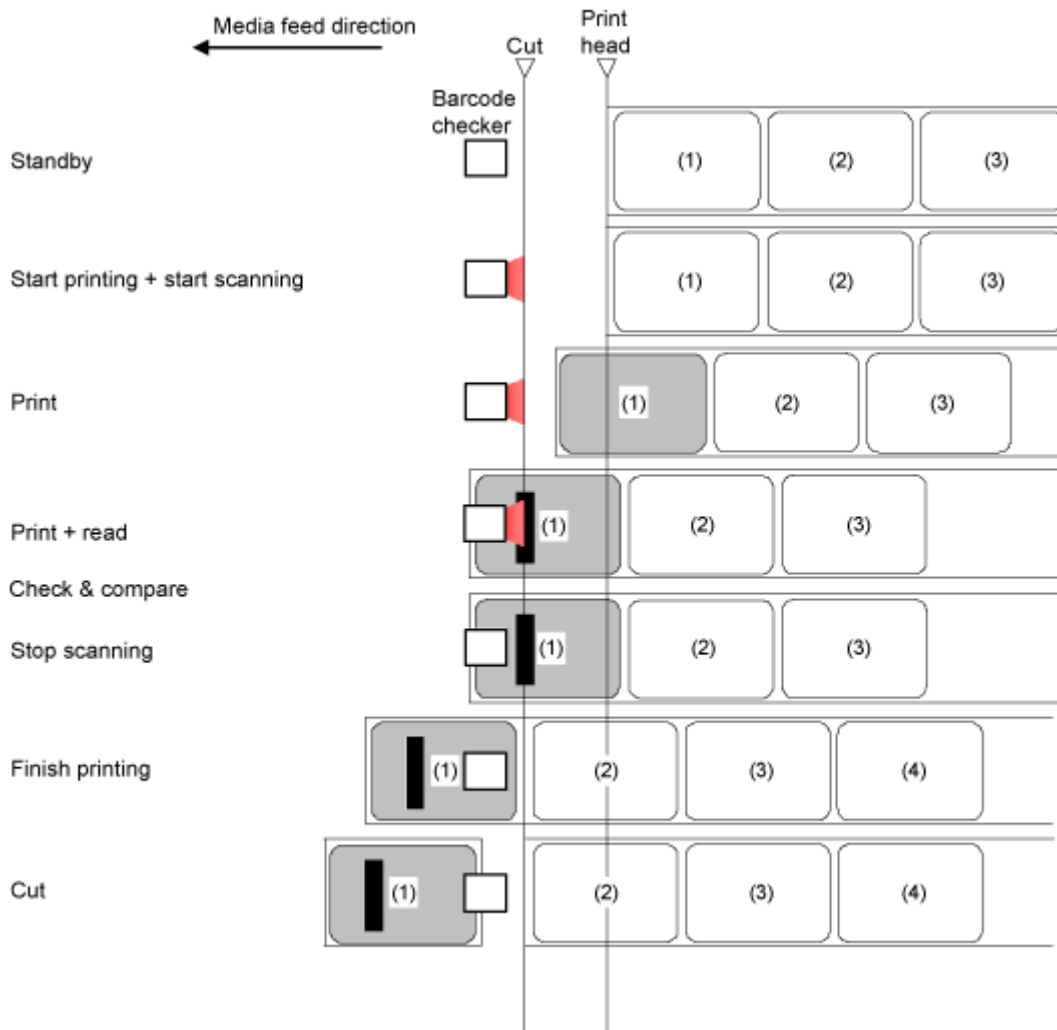 Media feed direction
Cut
Print
head
Barcode
checker
Standby
(1) (2) (3)
Start printing + start scanning
(1) (2) (3)
Print
(1) (2) (3)
Print + read
(1) (2) (3)
Check & compare
Stop scanning
(1) (2) (3)
Finish printing
(1) (2) (3) (4)
Cut
(1) (2) (3) (4)